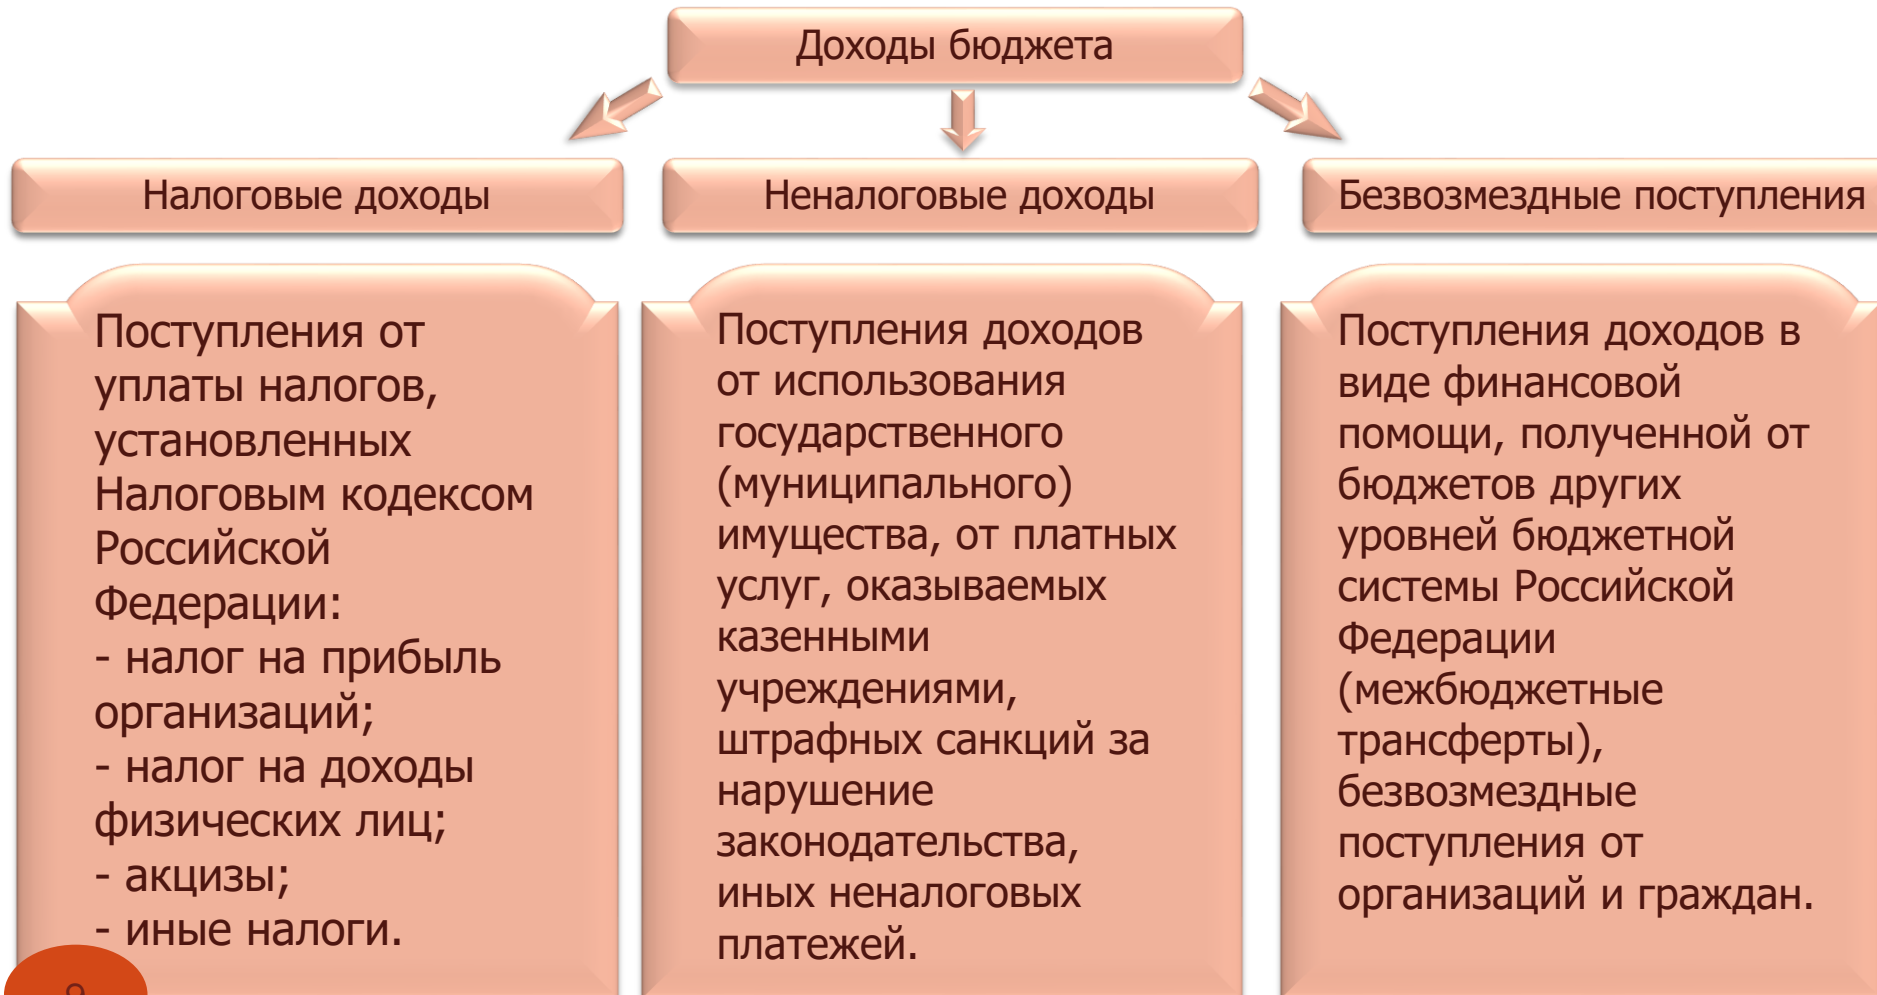 Доходы бюджета
Налоговые доходы
Неналоговые доходы
Безвозмездные поступления
Поступления от
уплаты налогов,
установленных
Налоговым кодексом
Российской
Федерации:
- налог на прибыль
организаций;
- налог на доходы
физических лиц;
- акцизы;
- иные налоги.
Поступления доходов
от использования
государственного
(муниципального)
имущества, от платных
услуг, оказываемых
казенными
учреждениями,
штрафных санкций за
нарушение
законодательства,
иных неналоговых
платежей.
Поступления доходов в
виде финансовой
помощи, полученной от
бюджетов других
уровней бюджетной
системы Российской
Федерации
(межбюджетные
трансферты),
безвозмездные
поступления от
организаций и граждан.